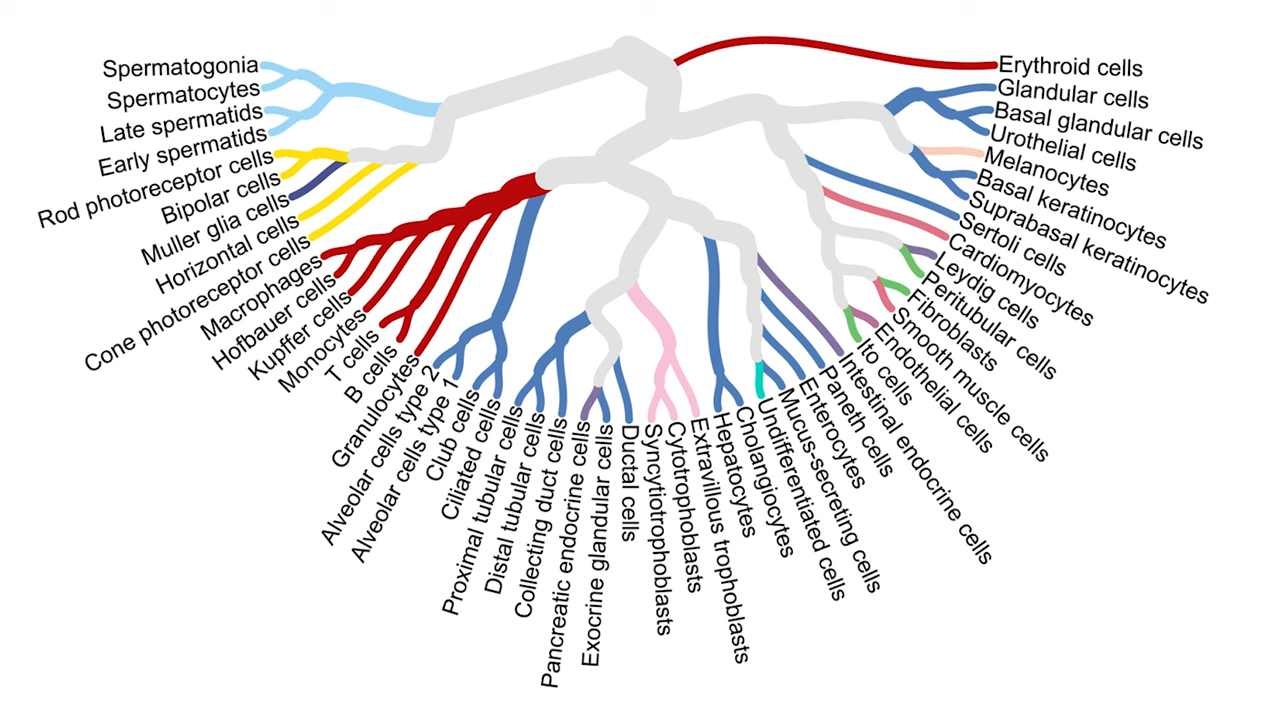 Spermatogonia
Spermatocytes
Late spermatids
Early spermatids
Rod photoreceptor cells
Bipolar cells
Muller glia cells
Horizontal cells
Cone photoreceptor cells
Macrophages
Hofbauer cells
Kupffer cells
Monocytes
T cells
B cells
Granulocytes
Alveolar cells type 2
Alveolar cells type 1
Club cells
Ciliated cells
Proximal tubular cells
Distal tubular cells
Collecting duct cells
Pancreatic endocrine cells
Exocrine glandular cells
Ductal cells
Syncytiotrophoblasts
Cytotrophoblasts
Extravillous trophoblasts
Hepatocytes
Cholangiocytes
Undifferentiated cells
Mucus-secreting cells
Enterocytes
Paneth cells
Intestinal endocrine cells
Ito cells
Endothelial cells
Smooth muscle cells
Fibroblasts
Peritubular cells
Leydig cells
Cardiomyocytes
Sertoli cells
Suprabasal keratinocytes
Basal keratinocytes
Melanocytes
Urothelial cells
Basal glandular cells
Glandular cells
Erythroid cells